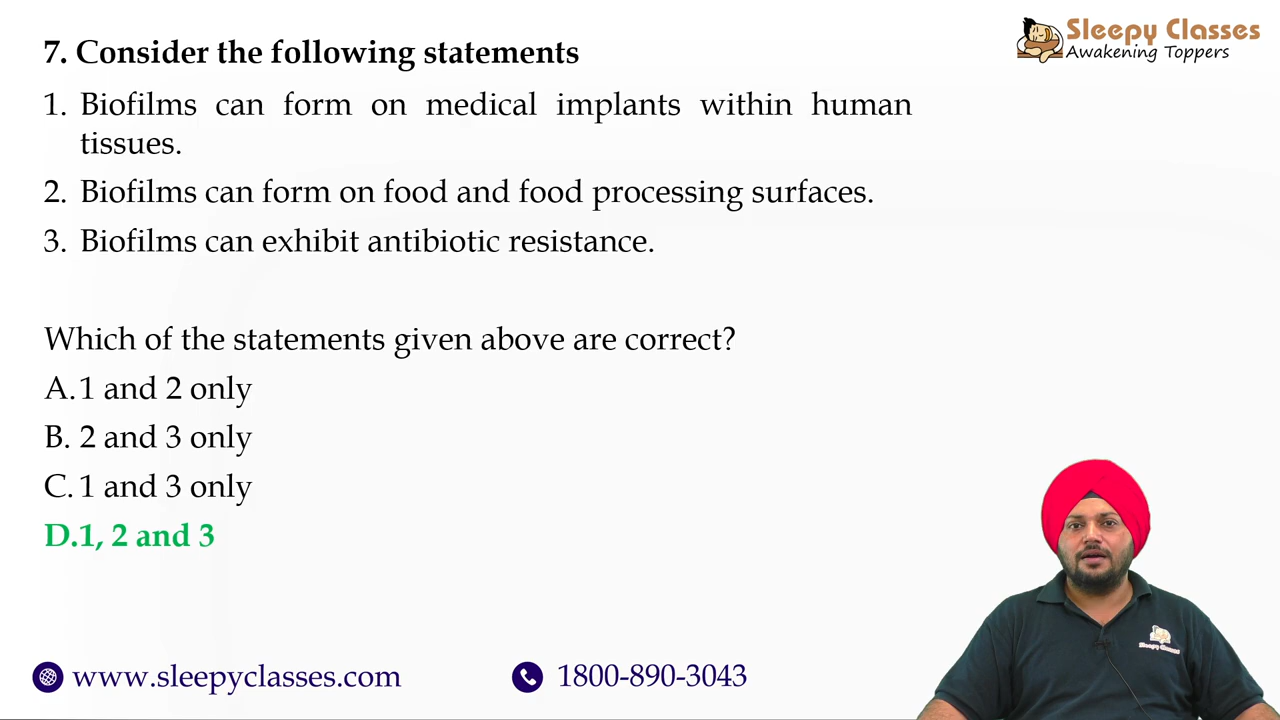 7. Consider the following statements
Sleepy Classes
Awakening Toppers
1. Biofilms can form on medical implants within human
tissues.
2. Biofilms can form on food and food processing surfaces.
3. Biofilms can exhibit antibiotic resistance.
Which of the statements given above are correct?
A. 1 and 2 only
B. 2 and 3 only
C. 1 and 3 only
D.1, 2 and 3
Sleepy Classes
www.sleepyclasses.com
1800-890-3043